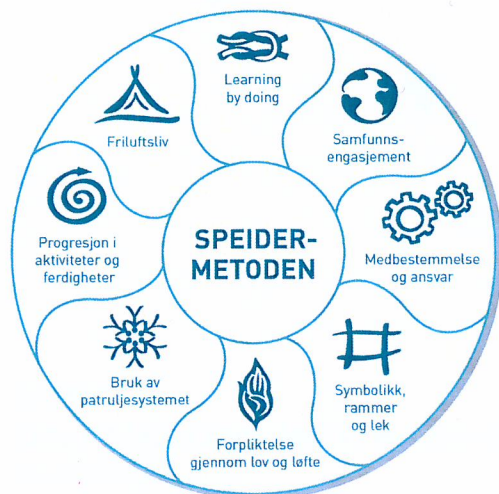 SPEIDER-
METODEN
Learning
by doing
Samfunns-
engasjement
Medbestemmelse
og ansvar
Symbolikk,
rammer
og lek
Forpliktelse
gjennom lov og løfte
Bruk av
patruljesystemet
Progresjon i
aktiviteter og
ferdigheter
Friluftsliv